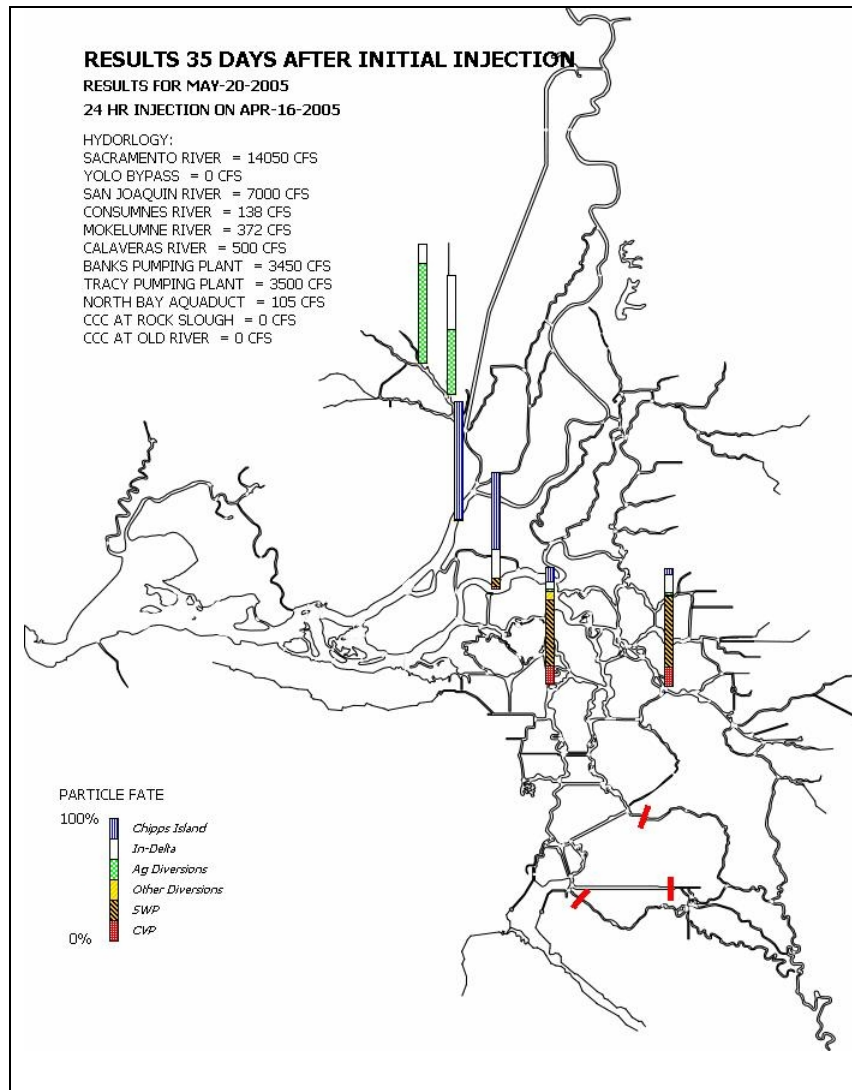 RESULTS 35 DAYS AFTER INITIAL INJECTION
RESULTS FOR MAY-20-2005
24 HR INJECTION ON APR-16-2005
HYDORLOGY:
SACRAMENTO RIVER = 14050 CFS
YOLO BYPASS = 0 CFS
SAN JOAQUIN RIVER = 7000 CFS
CONSUMNES RIVER = 138 CFS
MOKELUMNE RIVER = 372 CFS
CALAVERAS RIVER = 500 CFS
BANKS PUMPING PLANT = 3450 CFS
TRACY PUMPING PLANT = 3500 CFS
NORTH BAY AQUADUCT = 105 CFS
CCC AT ROCK SLOUGH = 0 CFS
CCC AT OLD RIVER = 0 CFS
PARTICLE FATE
100%
Chipps Island
In-Delta
Ag Diversions
Other Diversions
SWP
0%
CVP